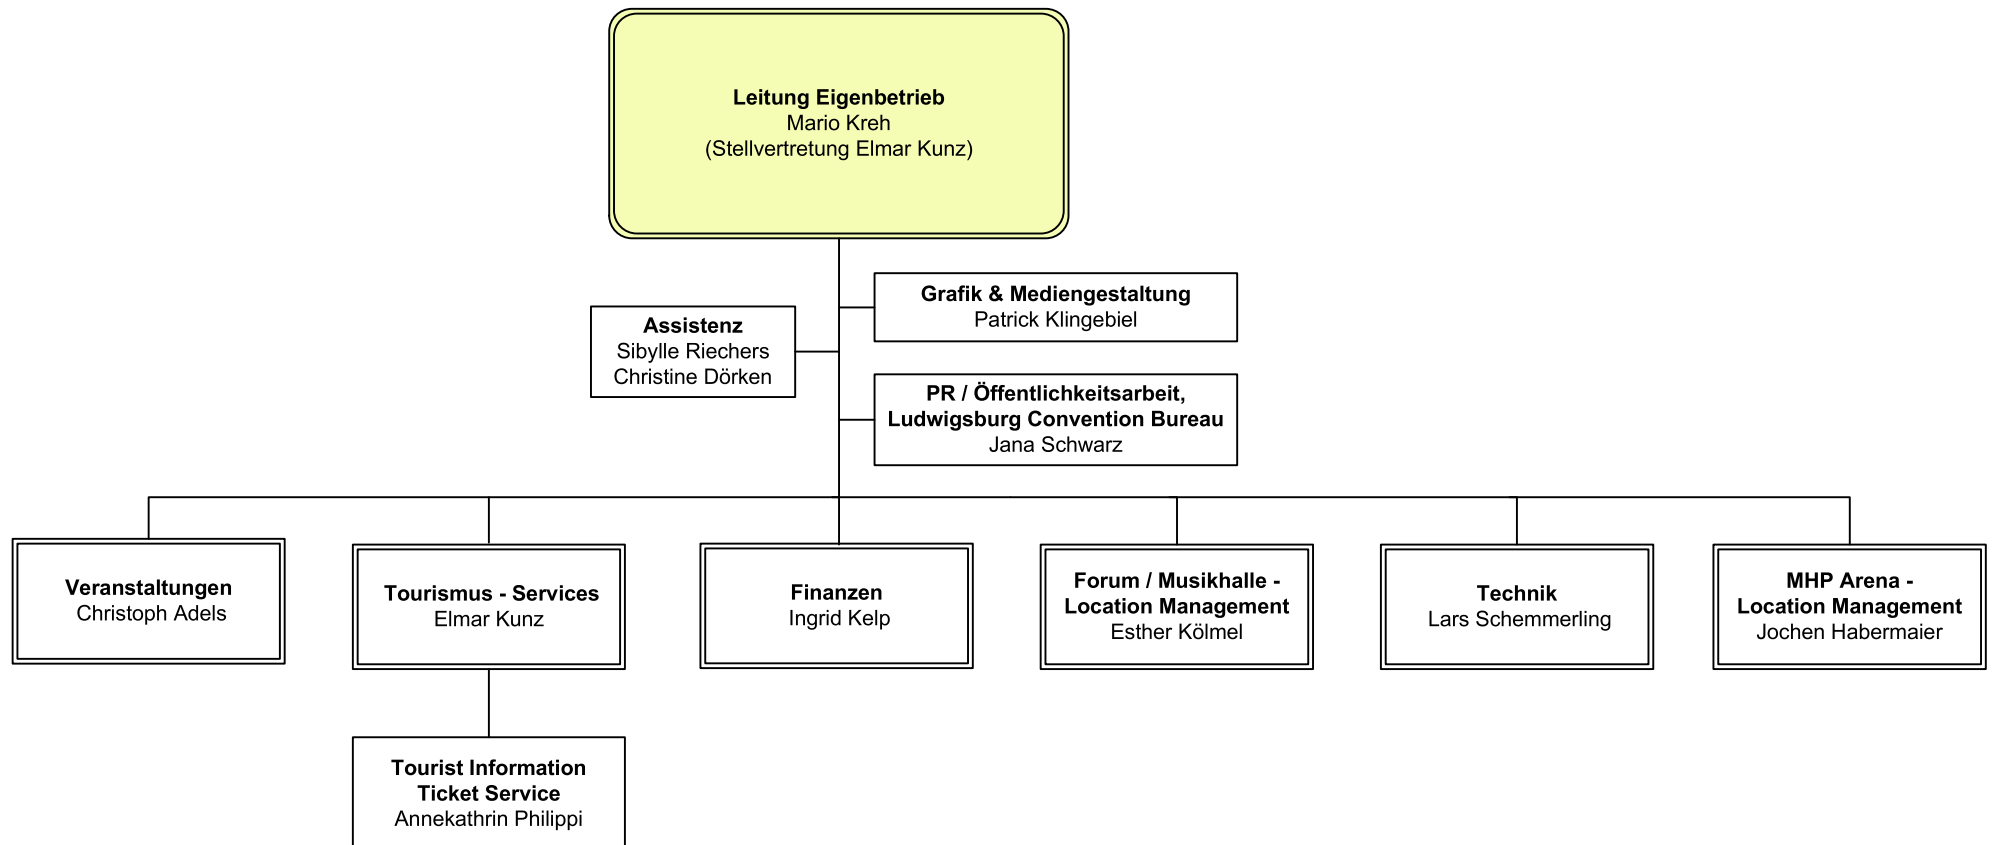 Leitung Eigenbetrieb
Mario Kreh
(Stellvertretung Elmar Kunz)
Grafik & Mediengestaltung
Patrick Klingebiel
Assistenz
Sibylle Riechers
Christine Dörken
PR / Öffentlichkeitsarbeit,
Ludwigsburg Convention Bureau
Jana Schwarz
Veranstaltungen
Christoph Adels
Tourismus - Services
Elmar Kunz
Finanzen
Ingrid Kelp
Forum / Musikhalle -
Location Management
Esther Kölmel
Technik
Lars Schemmerling
MHP Arena -
Location Management
Jochen Habermaier
Tourist Information
Ticket Service
Annekathrin Philippi